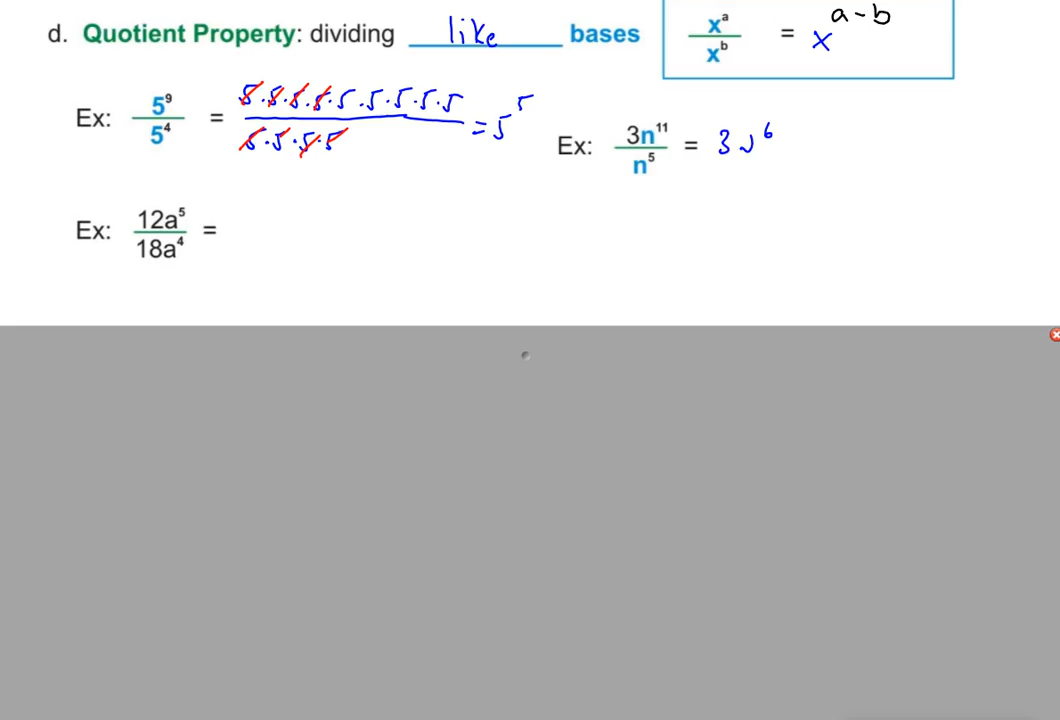 d. Quotient Property: dividing like bases x^a/x^b = x^(a-b)
Ex: 5^9/5^4 = 5·5·5·5·5·5·5·5·5/5·5·5·5 = 5^5
Ex: 3n^11/n^5 = 3n^6
Ex: 12a^5/18a^4 =